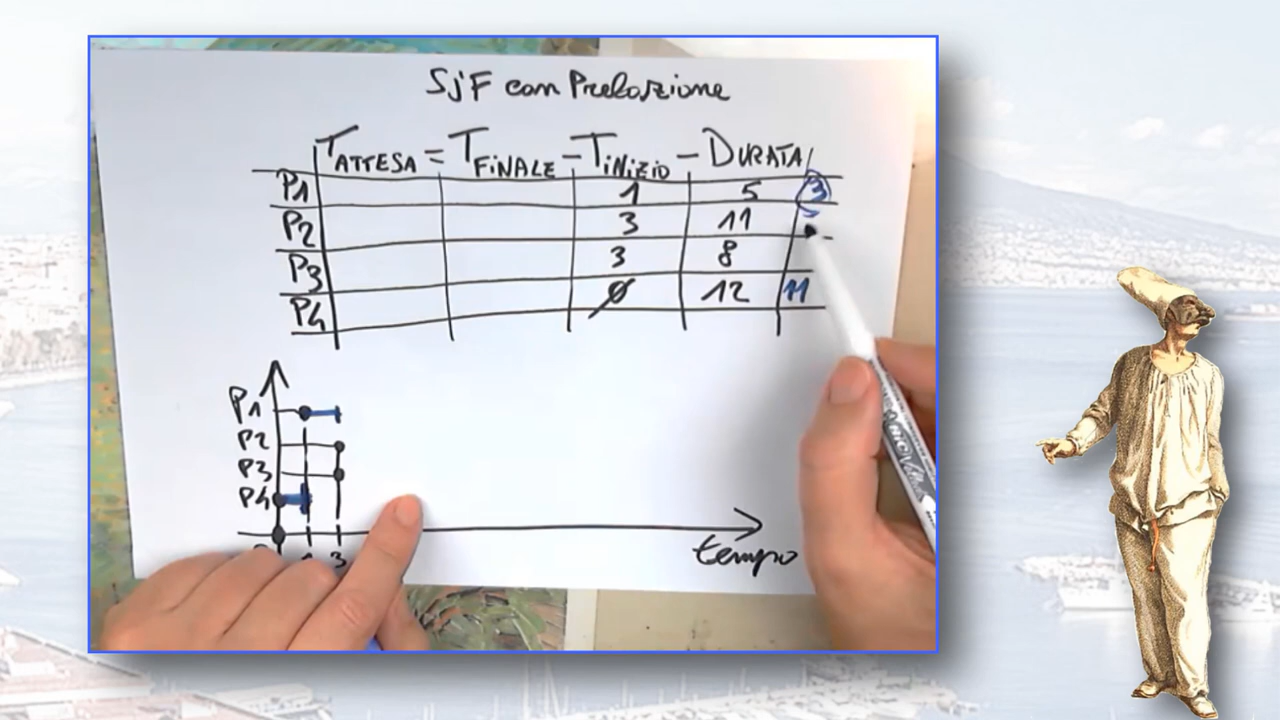 SJF con Prelazione
TATTESA = TFiNALE - TiNiZiO - DURATA
P1 1 5 3
P2 3 11
P3 3 8
P4 0 12 11
P1
P2
P3
P4
3
tempo